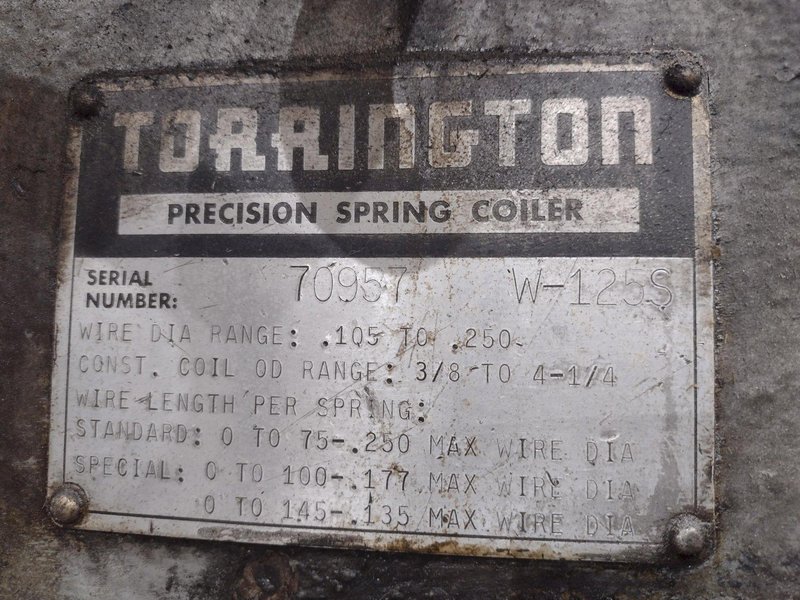 TORRINGTON
PRECISION SPRING COILER
SERIAL NUMBER: 70957 W-125S
WIRE DIA RANGE: .105 TO .250
CONST. COIL OD RANGE: 3/8 TO 4-1/4
WIRE LENGTH PER SPRING:
STANDARD: 0 TO 75-.250 MAX WIRE DIA
SPECIAL: 0 TO 100-.177 MAX WIRE DIA
0 TO 145-.135 MAX WIRE DIA